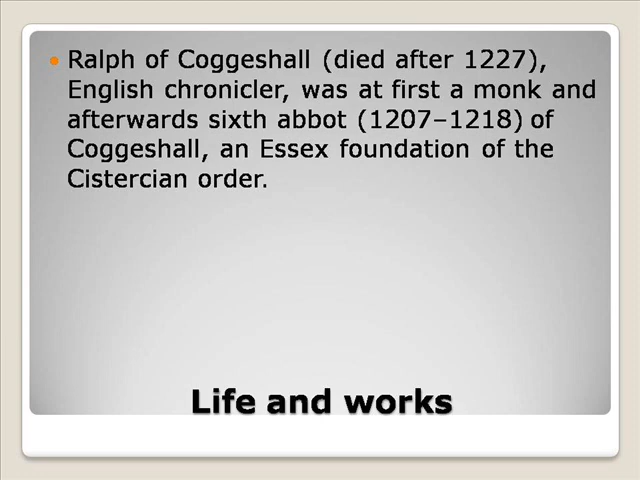 Ralph of Coggeshall (died after 1227),
English chronicler, was at first a monk and
afterwards sixth abbot (1207–1218) of
Coggeshall, an Essex foundation of the
Cistercian order.
Life and works